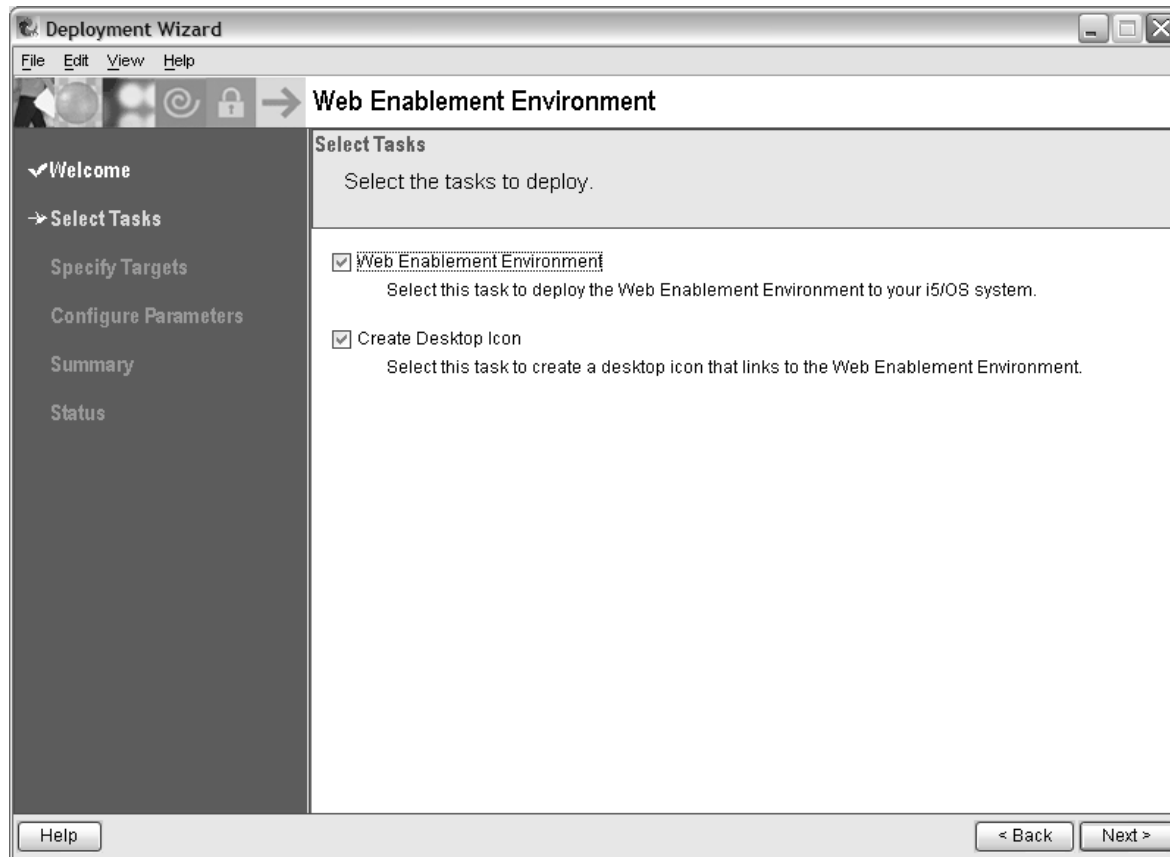 Deployment Wizard
File Edit View Help
Web Enablement Environment
Welcome
Select Tasks
Specify Targets
Configure Parameters
Summary
Status
Select Tasks
Select the tasks to deploy.
Web Enablement Environment
Select this task to deploy the Web Enablement Environment to your i5/OS system.
Create Desktop Icon
Select this task to create a desktop icon that links to the Web Enablement Environment.
Help
< Back
Next >